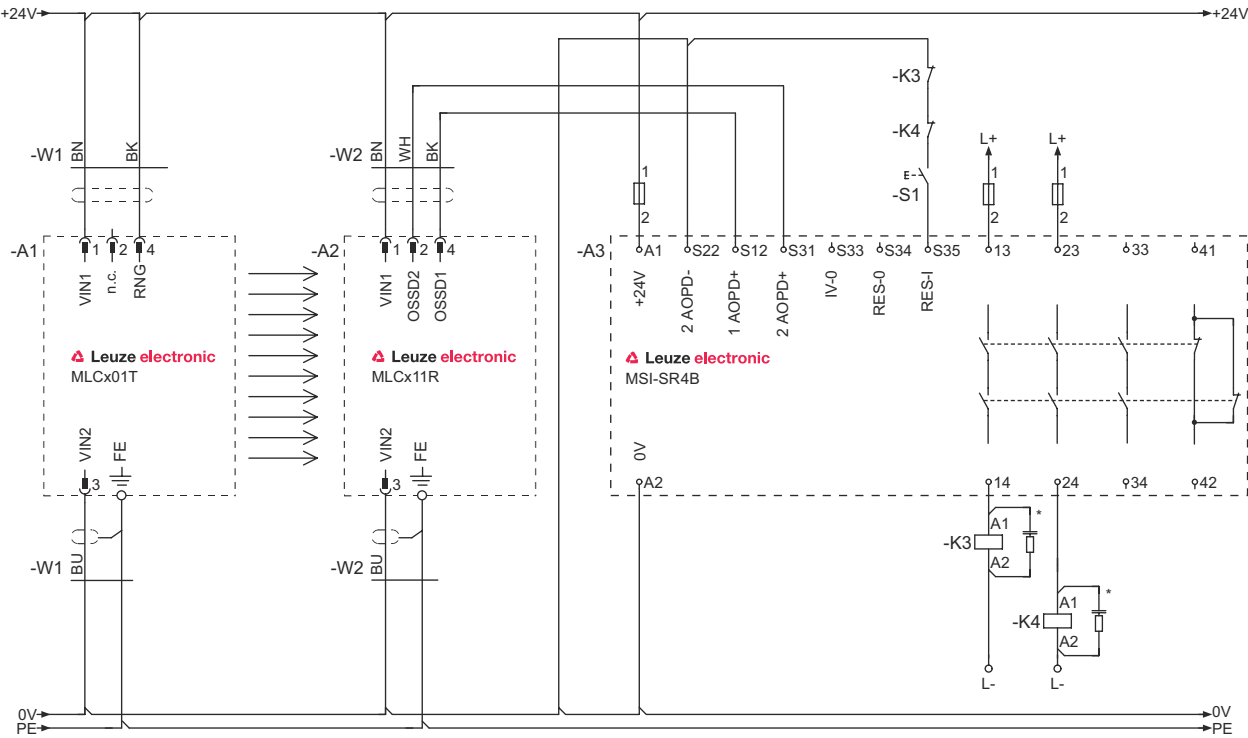 +24V
+24V
-K3
-K4
-W1
BN
BK
-W2
BN
WH
BK
L+
L+
1
2
E
-S1
1
2
1
2
-A1
1
2
4
-A2
1
2
4
-A3
A1
S22
S12
S31
S33
S34
S35
13
23
33
41
VIN1
n.c.
RNG
VIN1
OSSD2
OSSD1
+24V
2 AOPD-
1 AOPD+
2 AOPD+
IV-0
RES-0
RES-I
Leuze electronic
MLCx01T
Leuze electronic
MLCx11R
Leuze electronic
MSI-SR4B
VIN2
FE
VIN2
FE
0V
3
3
A2
14
24
34
42
-K3
A1
A2
*
-W1
BU
-W2
BU
-K4
A1
A2
*
L-
L-
0V
0V
PE
PE